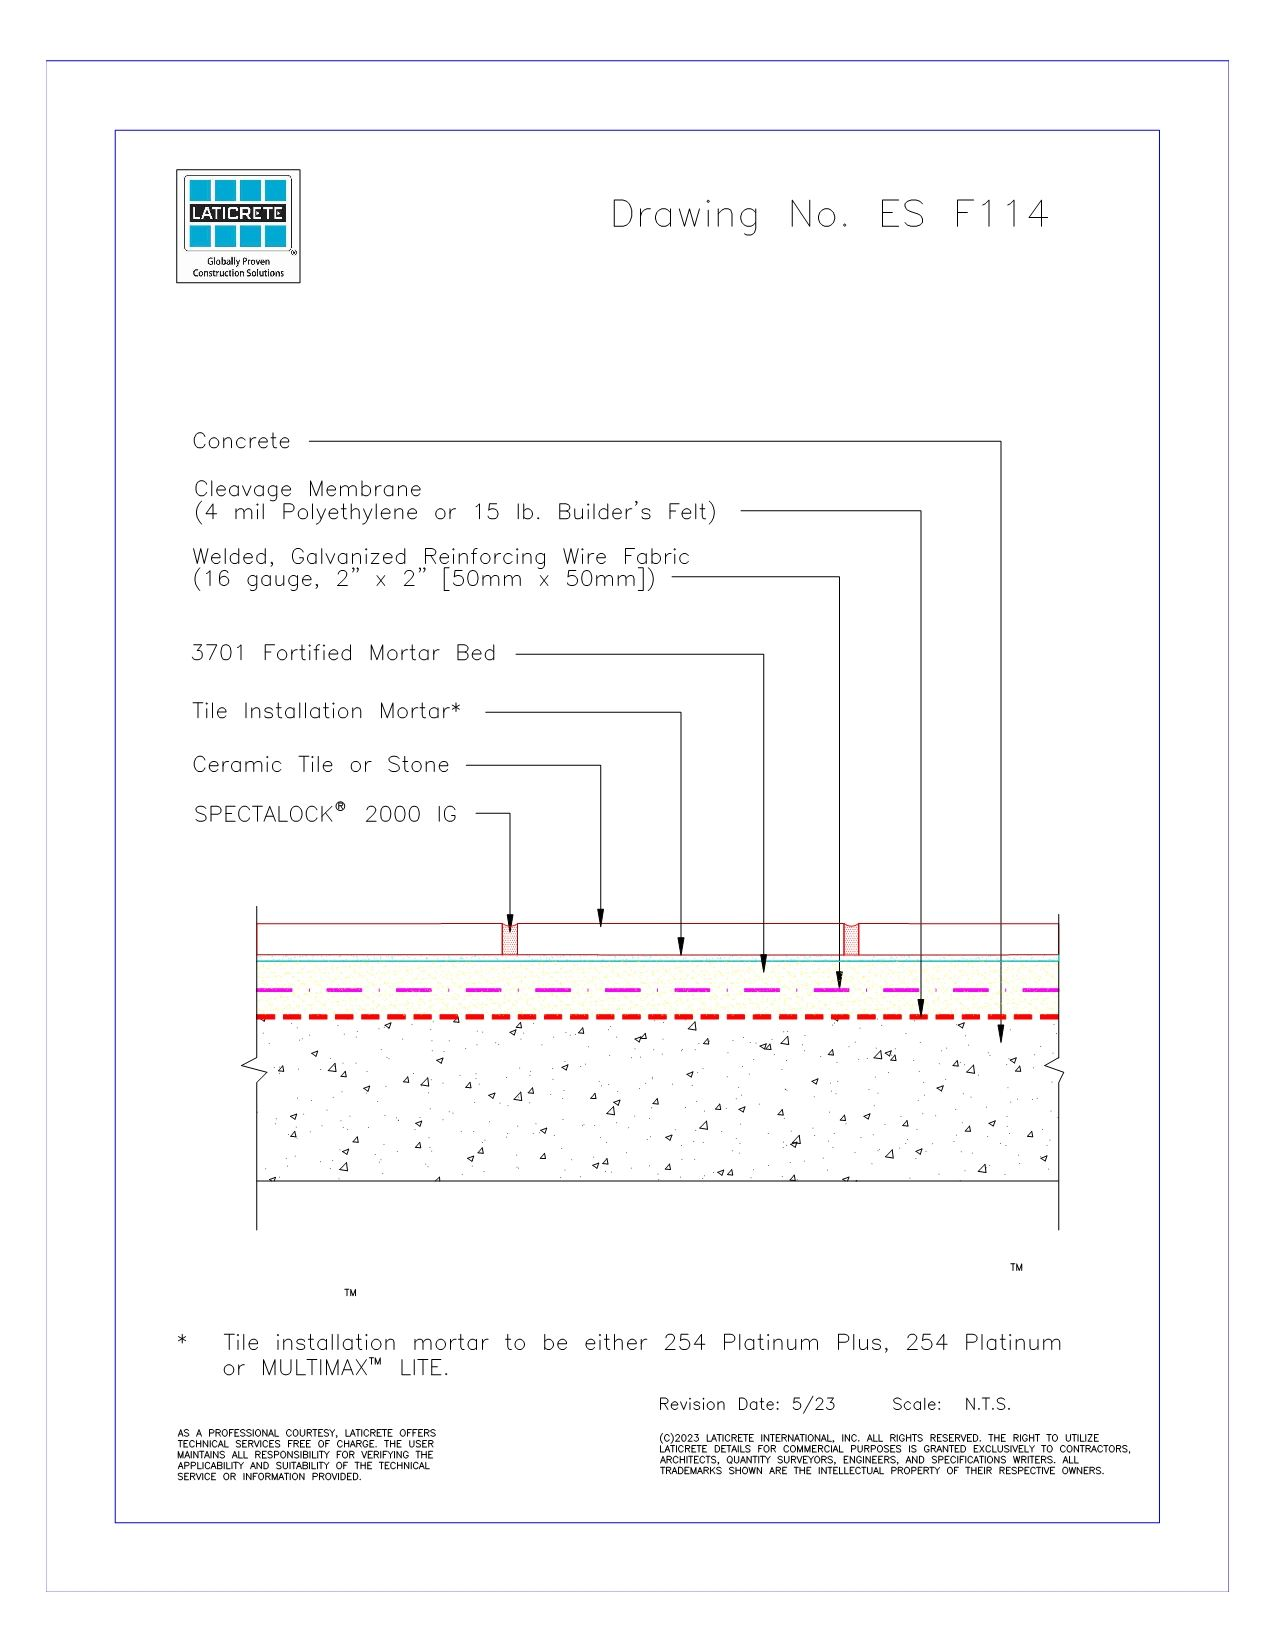 LATICRETE
®
Globally Proven
Construction Solutions
Drawing No. ES F114
Concrete
Cleavage Membrane
(4 mil Polyethylene or 15 lb. Builder's Felt)
Welded, Galvanized Reinforcing Wire Fabric
(16 gauge, 2" x 2" [50mm x 50mm])
3701 Fortified Mortar Bed
Tile Installation Mortar*
Ceramic Tile or Stone
SPECTALOCK® 2000 IG
TM
TM
* Tile installation mortar to be either 254 Platinum Plus, 254 Platinum
or MULTIMAX™ LITE.
Revision Date: 5/23 Scale: N.T.S.
AS A PROFESSIONAL COURTESY, LATICRETE OFFERS
TECHNICAL SERVICES FREE OF CHARGE. THE USER
MAINTAINS ALL RESPONSIBILITY FOR VERIFYING THE
APPLICABILITY AND SUITABILITY OF THE TECHNICAL
SERVICE OR INFORMATION PROVIDED.
(C)2023 LATICRETE INTERNATIONAL, INC. ALL RIGHTS RESERVED. THE RIGHT TO UTILIZE
LATICRETE DETAILS FOR COMMERCIAL PURPOSES IS GRANTED EXCLUSIVELY TO CONTRACTORS,
ARCHITECTS, QUANTITY SURVEYORS, ENGINEERS, AND SPECIFICATIONS WRITERS. ALL
TRADEMARKS SHOWN ARE THE INTELLECTUAL PROPERTY OF THEIR RESPECTIVE OWNERS.